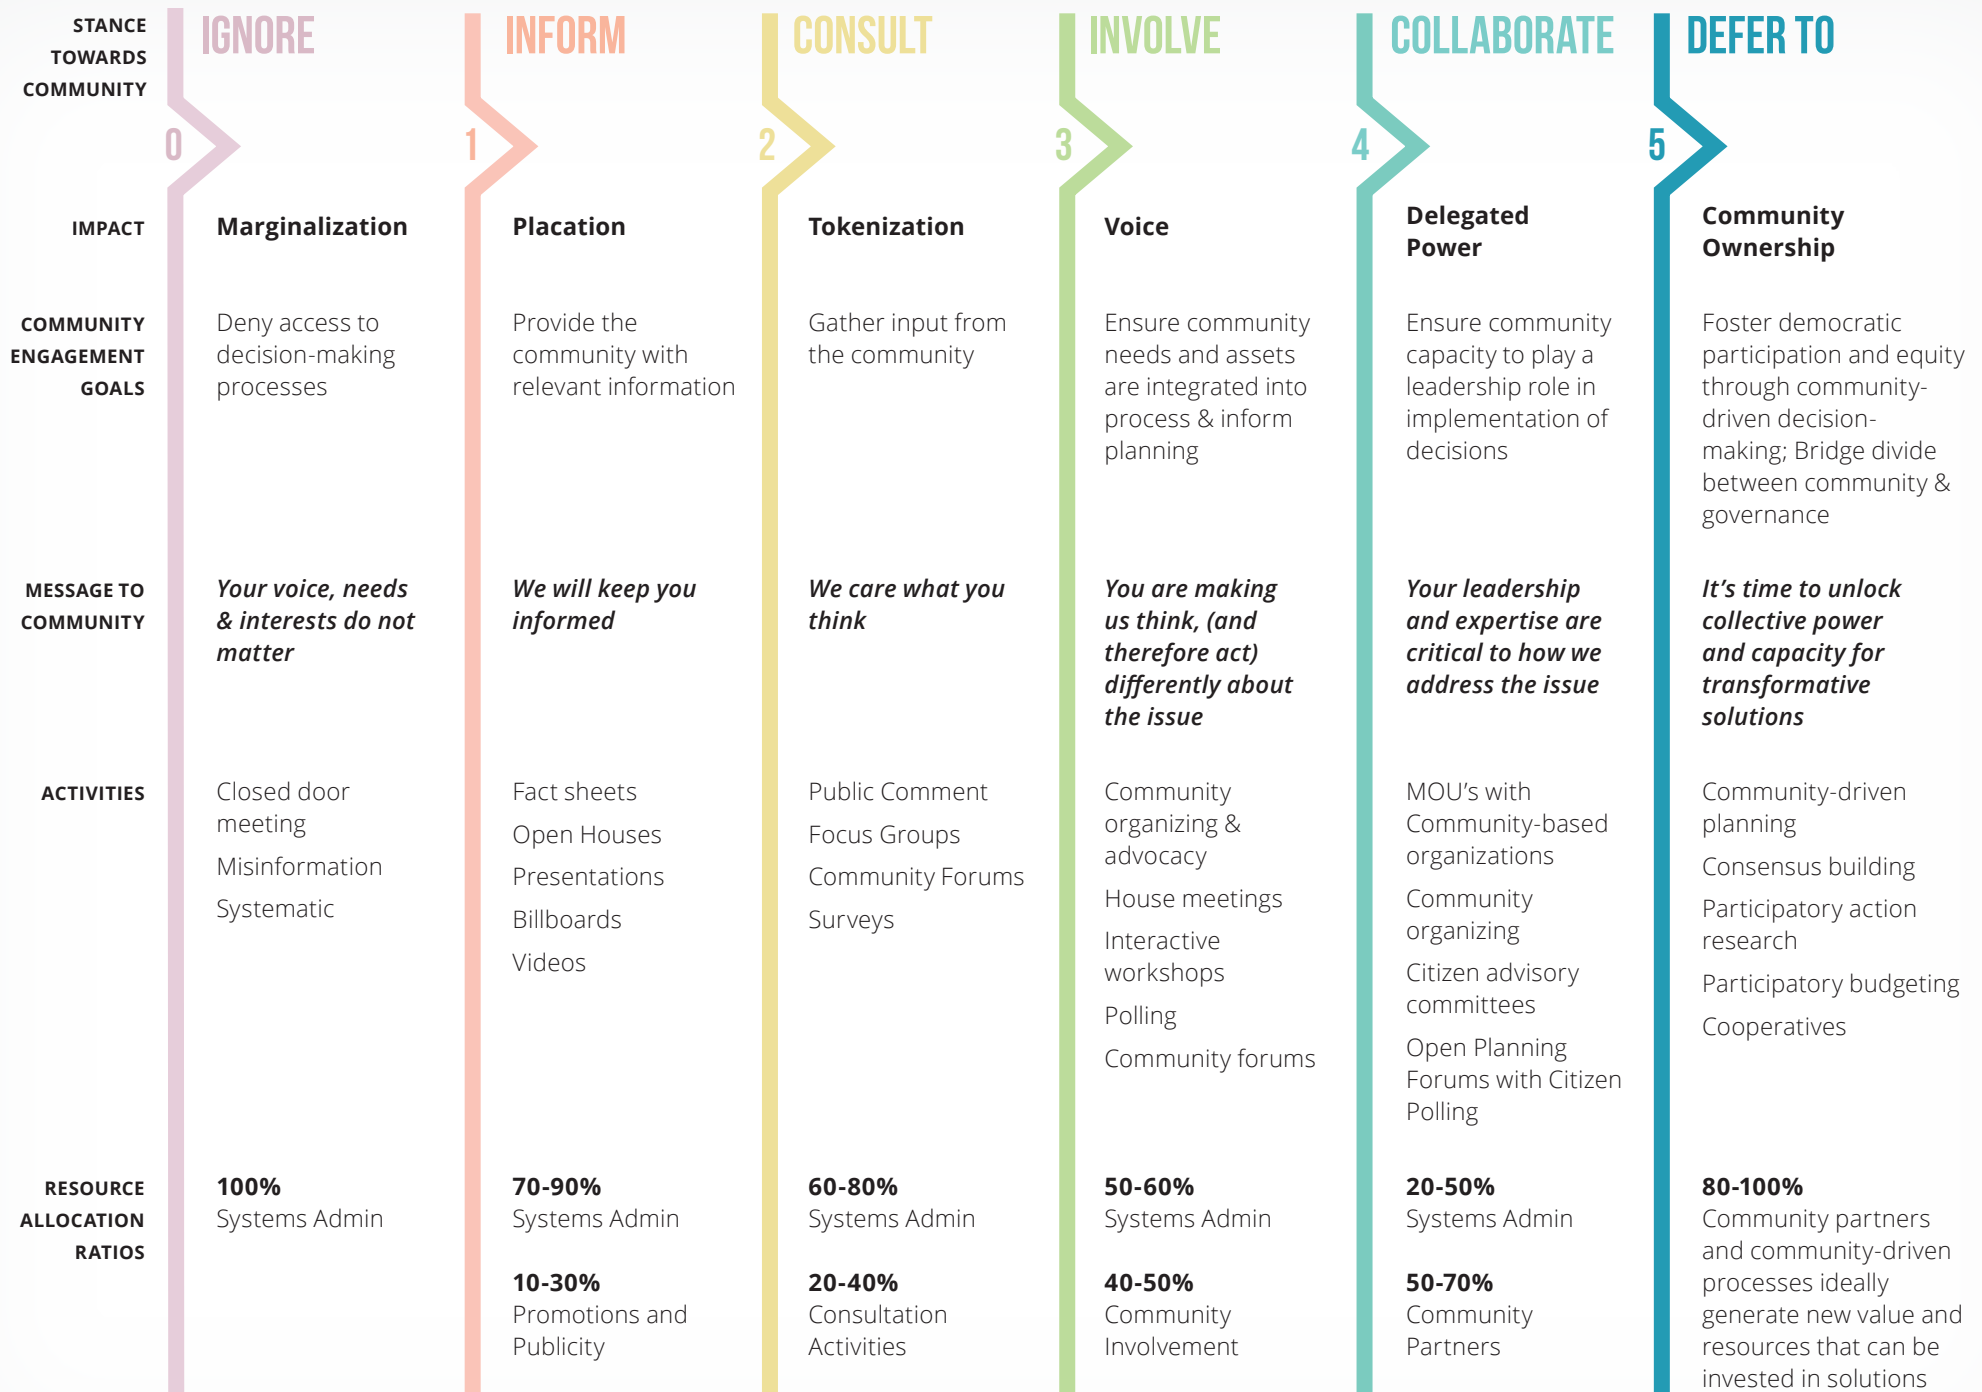 STANCE
TOWARDS
COMMUNITY
IGNORE
INFORM
CONSULT
INVOLVE
COLLABORATE
DEFER TO
0
1
2
3
4
5
IMPACT
Marginalization
Placation
Tokenization
Voice
Delegated
Power
Community
Ownership
COMMUNITY
ENGAGEMENT
GOALS
Deny access to
decision-making
processes
Provide the
community with
relevant information
Gather input from
the community
Ensure community
needs and assets
are integrated into
process & inform
planning
Ensure community
capacity to play a
leadership role in
implementation of
decisions
Foster democratic
participation and equity
through community-
driven decision-
making; Bridge divide
between community &
governance
MESSAGE TO
COMMUNITY
Your voice, needs
& interests do not
matter
We will keep you
informed
We care what you
think
You are making
us think, (and
therefore act)
differently about
the issue
Your leadership
and expertise are
critical to how we
address the issue
It’s time to unlock
collective power
and capacity for
transformative
solutions
ACTIVITIES
Closed door
meeting
Misinformation
Systematic
Fact sheets
Open Houses
Presentations
Billboards
Videos
Public Comment
Focus Groups
Community Forums
Surveys
Community
organizing &
advocacy
House meetings
Interactive
workshops
Polling
Community forums
MOU’s with
Community-based
organizations
Community
organizing
Citizen advisory
committees
Open Planning
Forums with Citizen
Polling
Community-driven
planning
Consensus building
Participatory action
research
Participatory budgeting
Cooperatives
RESOURCE
ALLOCATION
RATIOS
100%
Systems Admin
70-90%
Systems Admin
10-30%
Promotions and
Publicity
60-80%
Systems Admin
20-40%
Consultation
Activities
50-60%
Systems Admin
40-50%
Community
Involvement
20-50%
Systems Admin
50-70%
Community
Partners
80-100%
Community partners
and community-driven
processes ideally
generate new value and
resources that can be
invested in solutions